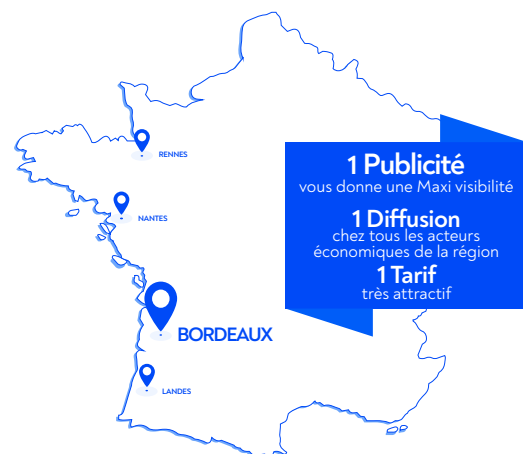 RENNES
NANTES
BORDEAUX
LANDES
1 Publicité
vous donne une Maxi visibilité
1 Diffusion
chez tous les acteurs
économiques de la région
1 Tarif
très attractif